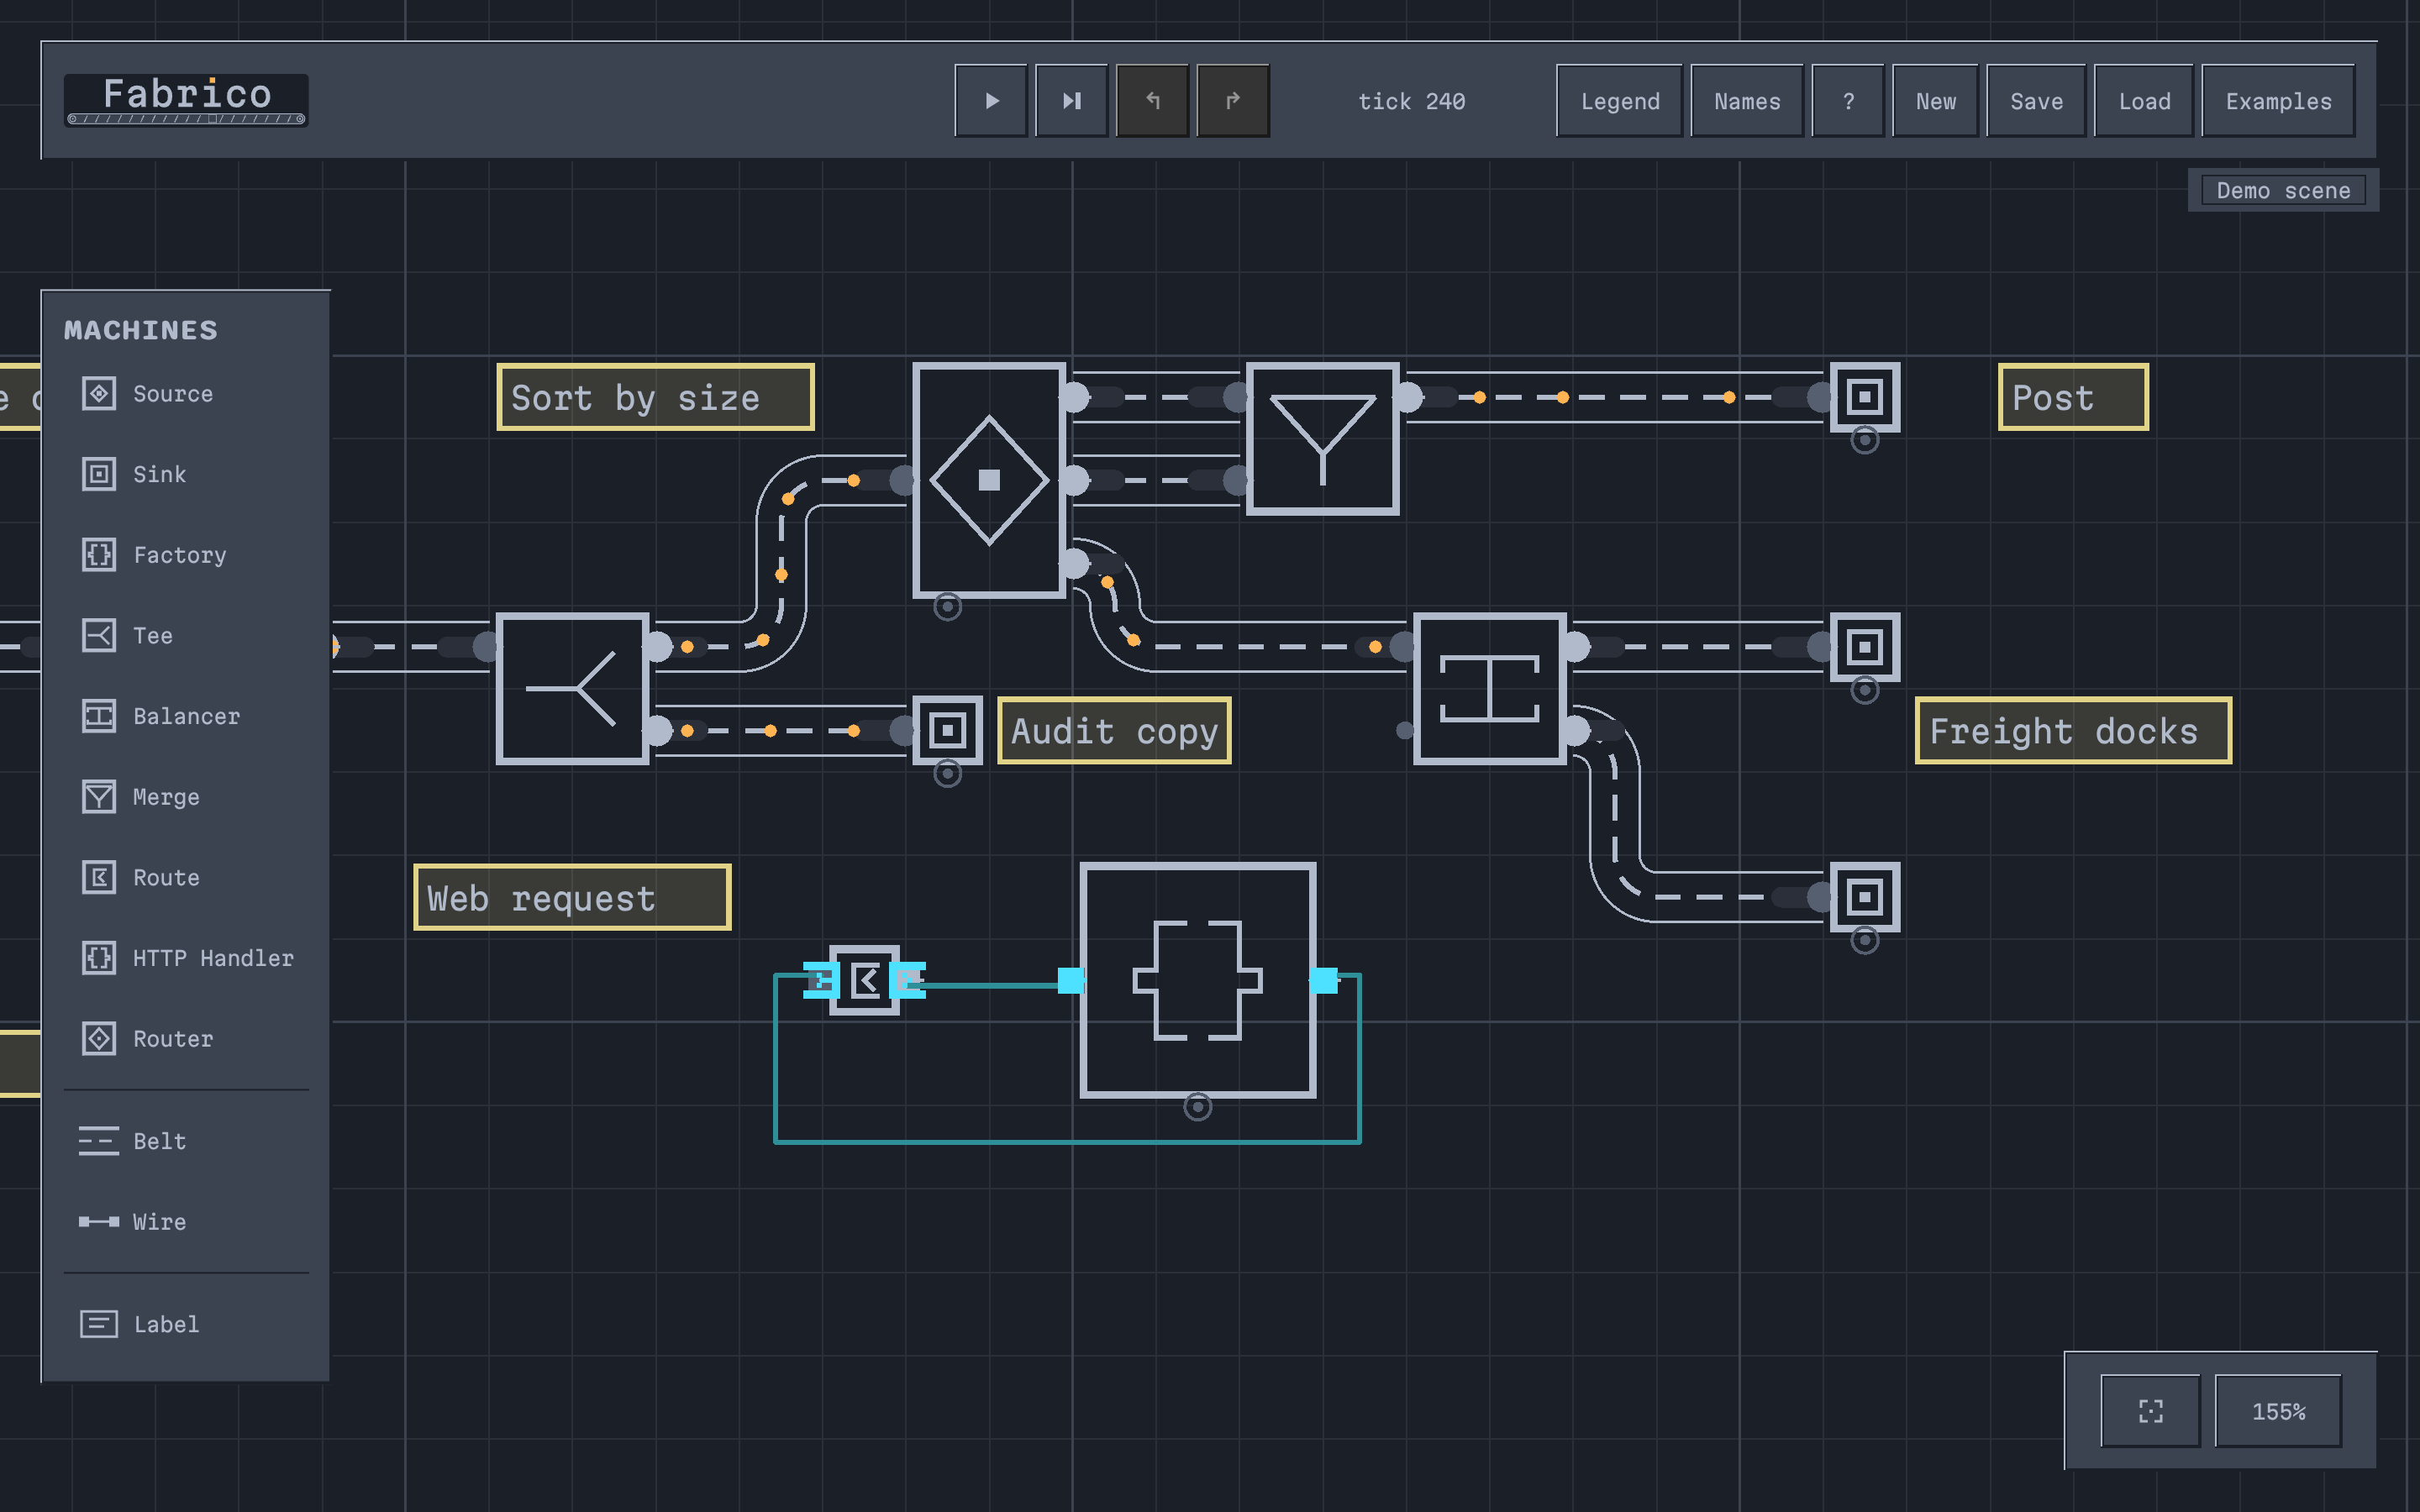 Fabrico
tick 240
Legend
Names
?
New
Save
Load
Examples
Demo scene
MACHINES
Source
Sink
Factory
Tee
Balancer
Merge
Route
HTTP Handler
Router
Belt
Wire
Label
Sort by size
Post
Audit copy
Freight docks
Web request
155%